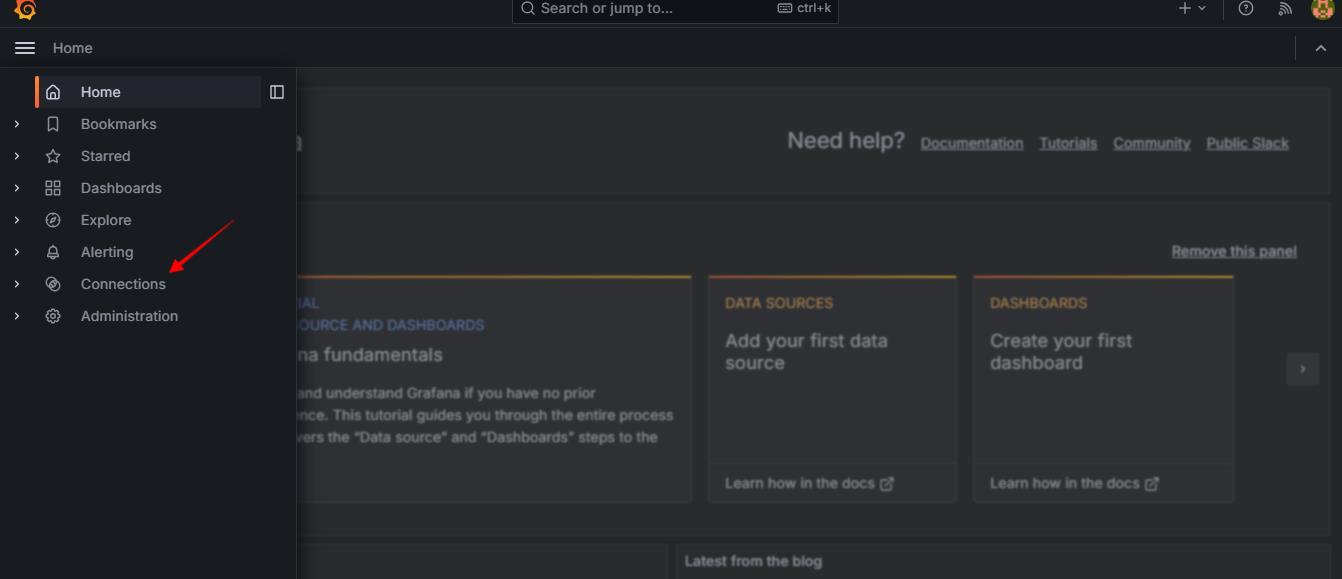 Search or jump to...
ctrl+k
Home
Home
Bookmarks
Starred
Dashboards
Explore
Alerting
Connections
Administration
Need help?
Documentation
Tutorials
Community
Public Slack
Remove this panel
IAL
OURCE AND DASHBOARDS
na fundamentals
and understand Grafana if you have no prior
ence. This tutorial guides you through the entire process
vers the “Data source” and “Dashboards” steps to the
DATA SOURCES
Add your first data
source
Learn how in the docs
DASHBOARDS
Create your first
dashboard
Learn how in the docs
Latest from the blog